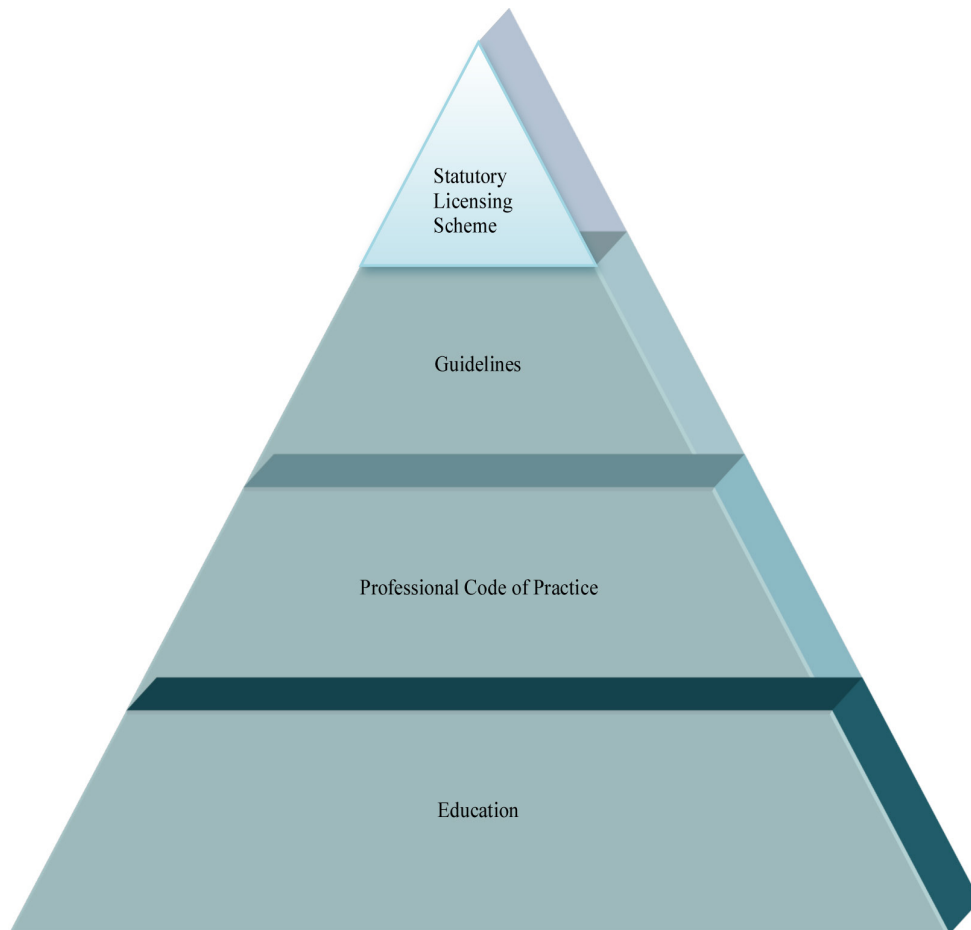 Statutory
Licensing
Scheme
Guidelines
Professional Code of Practice
Education